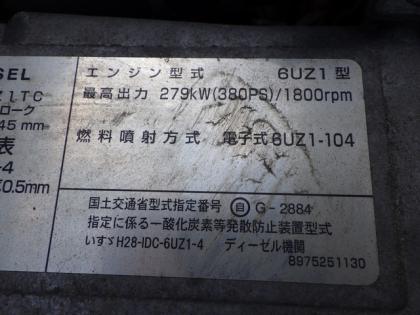 SEL
エンジン型式 6UZ1型
LTC
最高出力 279kW(380PS)/1800rpm
ローク
45 mm
燃料噴射方式 電子式6UZ1-104
表
-4
0.5mm
国土交通省型式指定番号 自 G-2884
指定に係る一酸化炭素等発散防止装置型式
いすゞH28-IDC-6UZ1-4 ディーゼル機関
8975251130